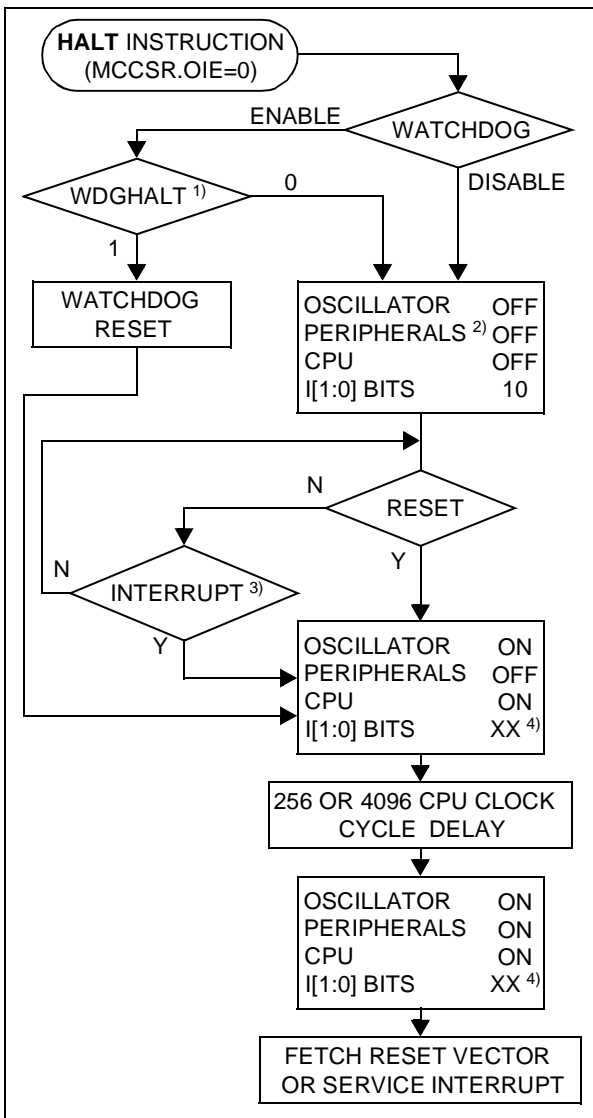 HALT INSTRUCTION
(MCCSR.OIE=0)
ENABLE
WATCHDOG
WDGHALT 1)
0
DISABLE
1
WATCHDOG
RESET
OSCILLATOR OFF
PERIPHERALS 2) OFF
CPU OFF
I[1:0] BITS 10
N
RESET
N
INTERRUPT 3)
Y
Y
OSCILLATOR ON
PERIPHERALS OFF
CPU ON
I[1:0] BITS XX 4)
256 OR 4096 CPU CLOCK
CYCLE DELAY
OSCILLATOR ON
PERIPHERALS ON
CPU ON
I[1:0] BITS XX 4)
FETCH RESET VECTOR
OR SERVICE INTERRUPT